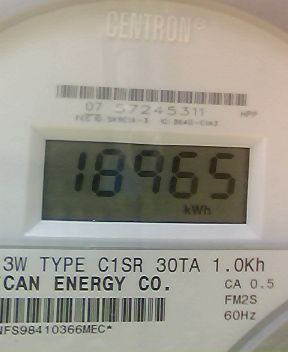 CENTRON®
07 57245311 HPP
18965
kWh
3W TYPE C1SR 30TA 1.0Kh
CAN ENERGY CO. CA 0.5
FM2S
NFS98410366MEC* 60Hz